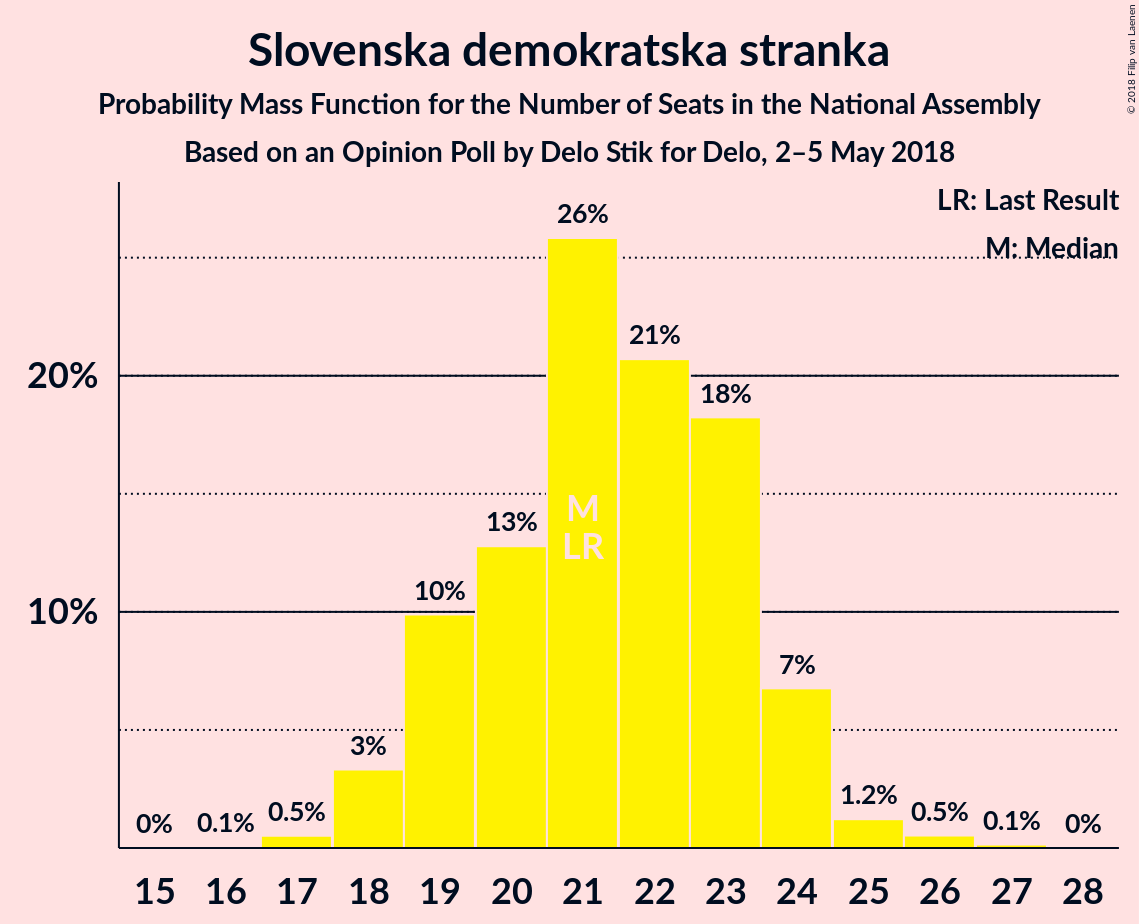 Slovenska demokratska stranka
Probability Mass Function for the Number of Seats in the National Assembly
Based on an Opinion Poll by Delo Stik for Delo, 2–5 May 2018
© 2018 Filip van Laenen
LR: Last Result
M: Median
26%
21%
20%
18%
M
LR
13%
10%
10%
7%
3%
1.2%
0% 0.1% 0.5% 0.5% 0.1% 0%
15 16 17 18 19 20 21 22 23 24 25 26 27 28